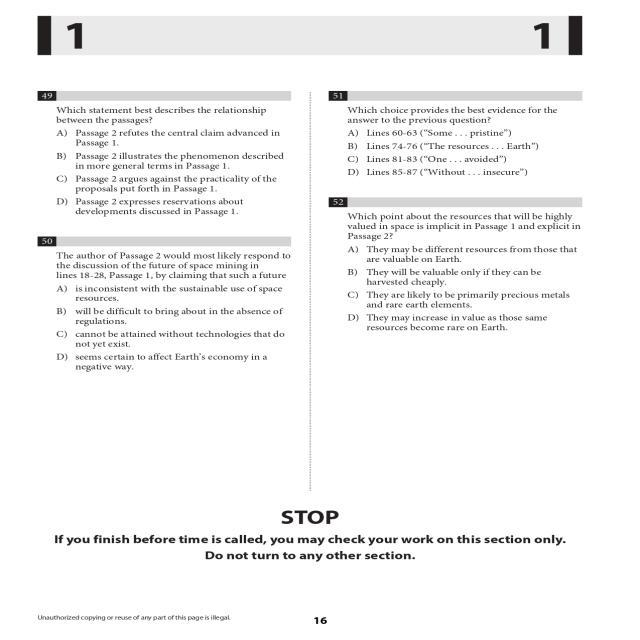 1
1
49
Which statement best describes the relationship
between the passages?
A) Passage 2 refutes the central claim advanced in
Passage 1.
B) Passage 2 illustrates the phenomenon described
in more general terms in Passage 1.
C) Passage 2 argues against the practicality of the
proposals put forth in Passage 1.
D) Passage 2 expresses reservations about
developments discussed in Passage 1.
50
The author of Passage 2 would most likely respond to
the discussion of the future of space mining in
lines 18-28, Passage 1, by claiming that such a future
A) is inconsistent with the sustainable use of space
resources.
B) will be difficult to bring about in the absence of
regulations.
C) cannot be attained without technologies that do
not yet exist.
D) seems certain to affect Earth’s economy in a
negative way.
51
Which choice provides the best evidence for the
answer to the previous question?
A) Lines 60-63 (“Some . . . pristine”)
B) Lines 74-76 (“The resources . . . Earth”)
C) Lines 81-83 (“One . . . avoided”)
D) Lines 85-87 (“Without . . . insecure”)
52
Which point about the resources that will be highly
valued in space is implicit in Passage 1 and explicit in
Passage 2?
A) They may be different resources from those that
are valuable on Earth.
B) They will be valuable only if they can be
harvested cheaply.
C) They are likely to be primarily precious metals
and rare earth elements.
D) They may increase in value as those same
resources become rare on Earth.
STOP
If you finish before time is called, you may check your work on this section only.
Do not turn to any other section.
Unauthorized copying or reuse of any part of this page is illegal.
16